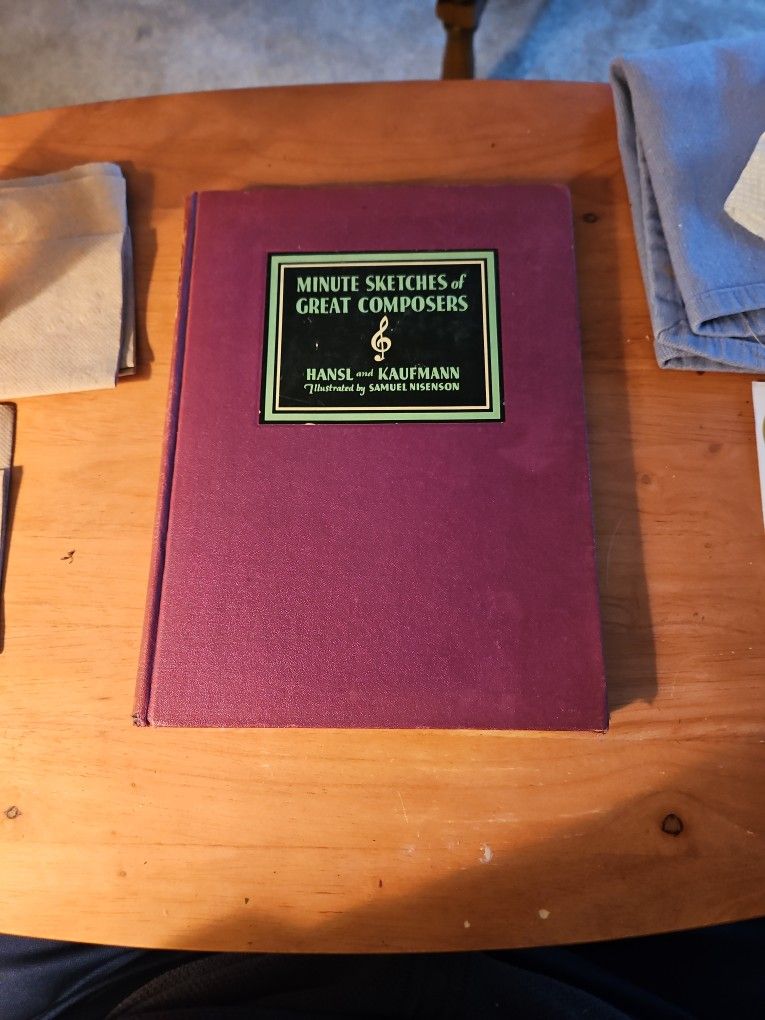 MINUTE SKETCHES of
GREAT COMPOSERS
HANSL and KAUFMANN
Illustrated by SAMUEL NISENSON